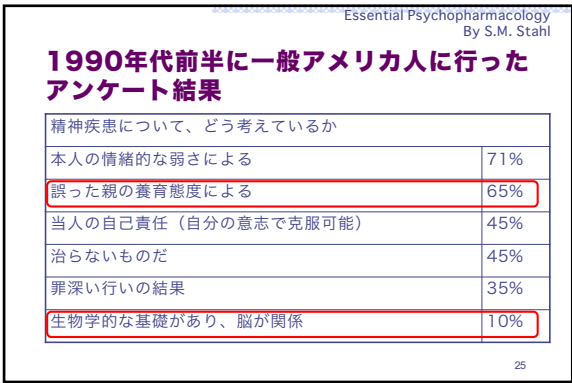 Essential Psychopharmacology
By S.M. Stahl
1990年代前半に一般アメリカ人に行った
アンケート結果
精神疾患について、どう考えているか
本人の情緒的な弱さによる 71%
誤った親の養育態度による 65%
当人の自己責任（自分の意志で克服可能） 45%
治らないものだ 45%
罪深い行いの結果 35%
生物学的な基礎があり、脳が関係 10%
25